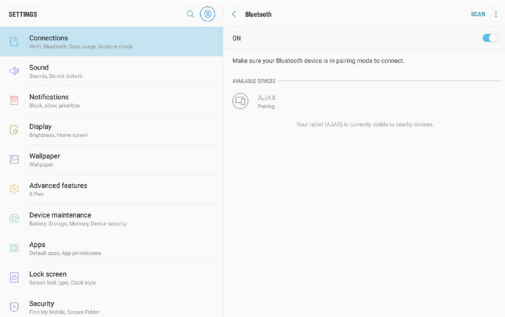 SETTINGS
Connections
Wi-Fi, Bluetooth, Data usage, Airplane mode
Sound
Sounds, Do not disturb
Notifications
Block, allow, prioritize
Display
Brightness, Home screen
Wallpaper
Wallpaper
Advanced features
S Pen
Device maintenance
Battery, Storage, Memory, Device security
Apps
Default apps, App permissions
Lock screen
Screen lock type, Clock style
Security
Find My Mobile, Secure Folder
Bluetooth
SCAN
ON
Make sure your Bluetooth device is in pairing mode to connect.
AVAILABLE DEVICES
AJAX
Pairing...
Your tablet (AJAX) is currently visible to nearby devices.